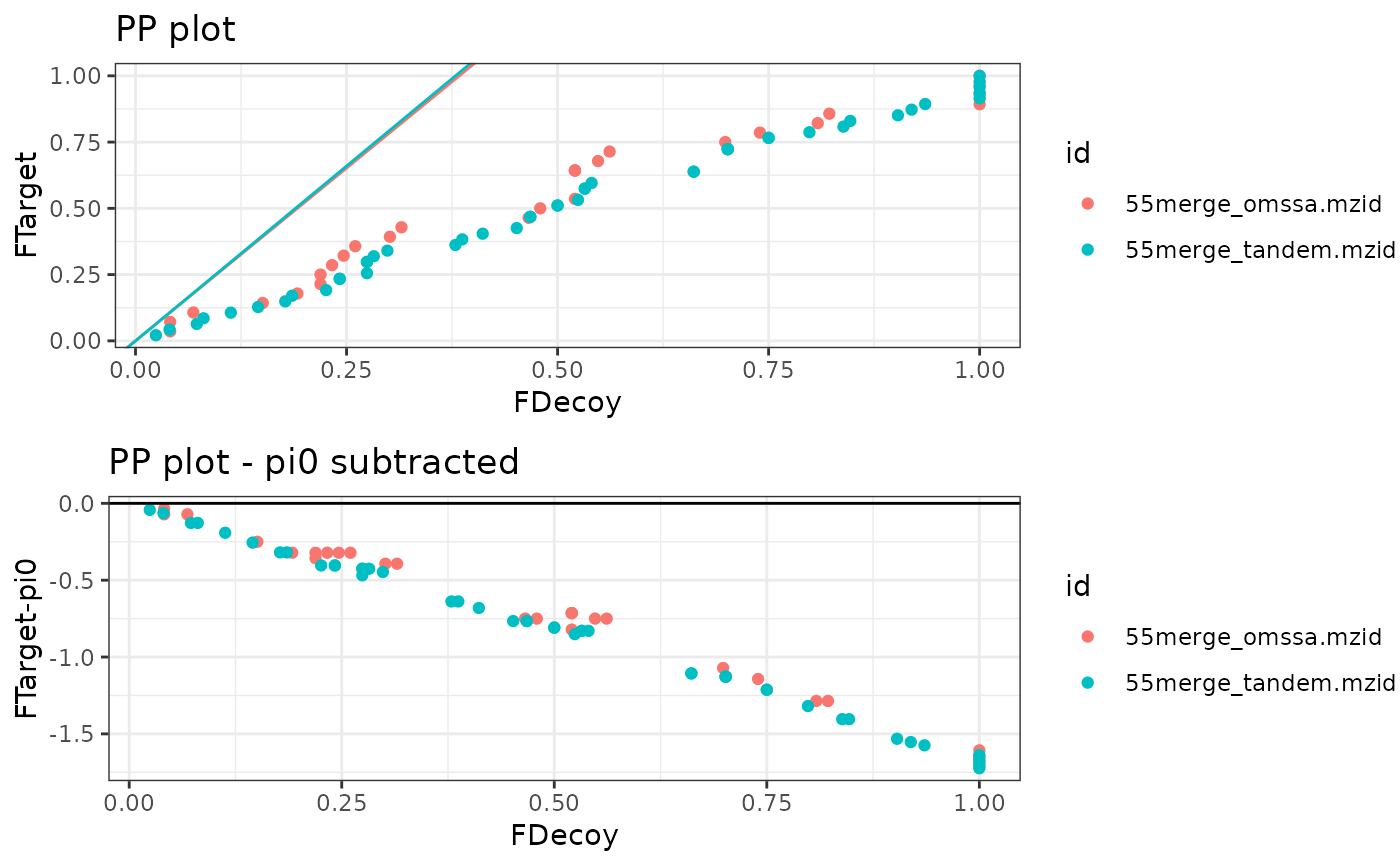 PP plot
1.00
0.75
0.50
0.25
0.00
FTarget
0.00 0.25 0.50 0.75 1.00
FDecoy
id
55merge_omssa.mzid
55merge_tandem.mzid
PP plot - pi0 subtracted
0.0
-0.5
-1.0
-1.5
FTarget-pi0
0.00 0.25 0.50 0.75 1.00
FDecoy
id
55merge_omssa.mzid
55merge_tandem.mzid